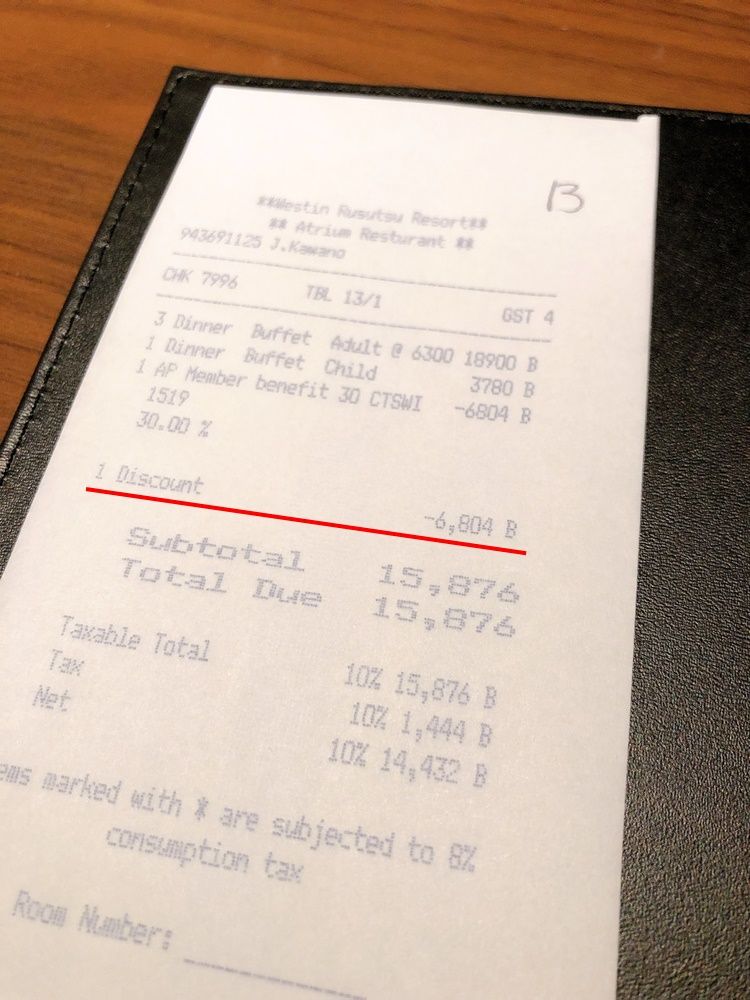 B
**Westin Rusutsu Resort**
** Atrium Resturant **
943691125 J.Kawano
CHK 7996 TBL 13/1 GST 4
3 Dinner Buffet Adult @ 6300 18900 B
1 Dinner Buffet Child 3780 B
1 AP Member benefit 30 CTSWI -6804 B
1519
30.00 %
1 Discount -6,804 B
Subtotal 15,876
Total Due 15,876
Taxable Total 10% 15,876 B
Tax 10% 1,444 B
Net 10% 14,432 B
ems marked with * are subjected to 8%
consumption tax
Room Number: